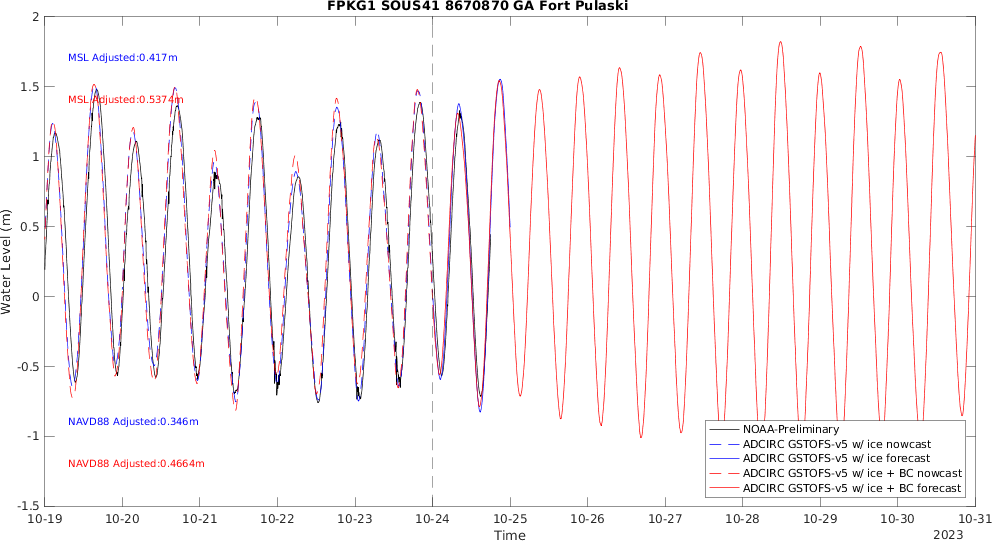 FPKG1 SOUS41 8670870 GA Fort Pulaski
2
1.5
1
0.5
0
-0.5
-1
-1.5
Water Level (m)
MSL Adjusted:0.417m
MSL Adjusted:0.5374m
NAVD88 Adjusted:0.346m
NAVD88 Adjusted:0.4664m
NOAA-Preliminary
ADCIRC GSTOFS-v5 w/ ice nowcast
ADCIRC GSTOFS-v5 w/ ice forecast
ADCIRC GSTOFS-v5 w/ ice + BC nowcast
ADCIRC GSTOFS-v5 w/ ice + BC forecast
10-19 10-20 10-21 10-22 10-23 10-24 10-25 10-26 10-27 10-28 10-29 10-30 10-31
Time
2023